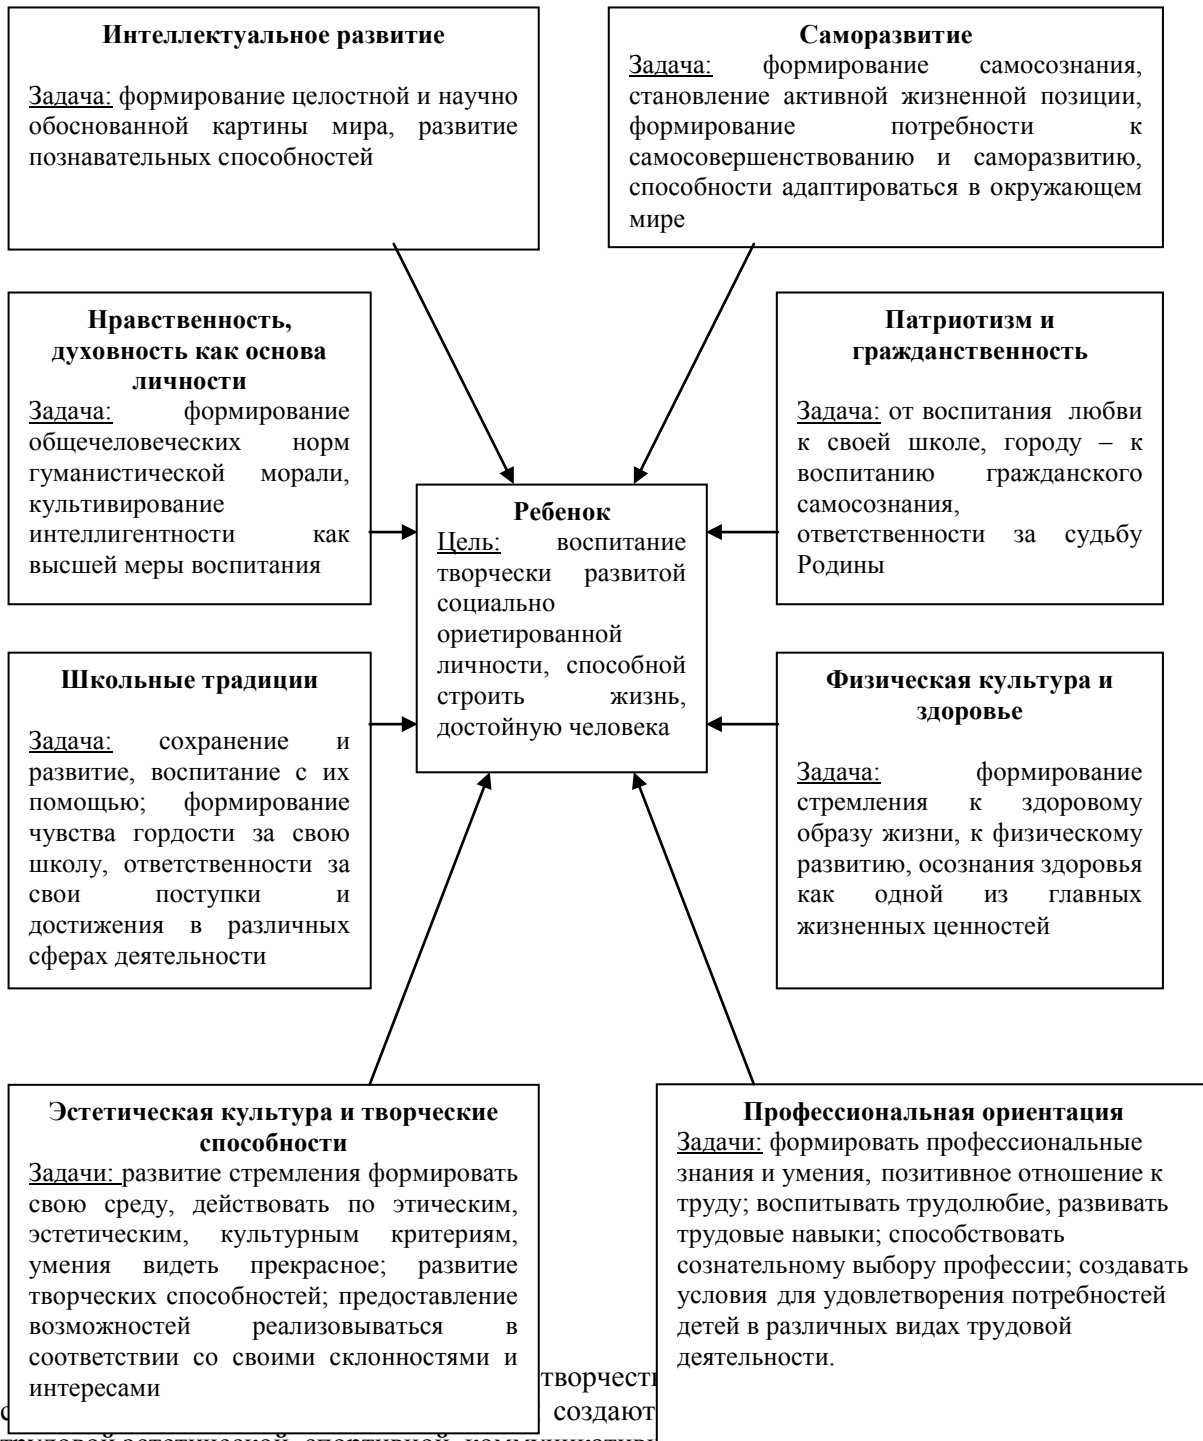 Интеллектуальное развитие
Задача: формирование целостной и научно
обоснованной картины мира, развитие
познавательных способностей
Саморазвитие
Задача: формирование самосознания,
становление активной жизненной позиции,
формирование потребности к
самосовершенствованию и саморазвитию,
способности адаптироваться в окружающем
мире
Нравственность,
духовность как основа
личности
Задача: формирование
общечеловеческих норм
гуманистической морали,
культивирование
интеллигентности как
высшей меры воспитания
Патриотизм и
гражданственность
Задача: от воспитания любви
к своей школе, городу – к
воспитанию гражданского
самосознания,
ответственности за судьбу
Родины
Ребенок
Цель: воспитание
творчески развитой
социально
ориетированной
личности, способной
строить жизнь,
достойную человека
Школьные традиции
Задача: сохранение и
развитие, воспитание с их
помощью; формирование
чувства гордости за свою
школу, ответственности за
свои поступки и
достижения в различных
сферах деятельности
Физическая культура и
здоровье
Задача: формирование
стремления к здоровому
образу жизни, к физическому
развитию, осознания здоровья
как одной из главных
жизненных ценностей
Эстетическая культура и творческие
способности
Задачи: развитие стремления формировать
свою среду, действовать по этическим,
эстетическим, культурным критериям,
умения видеть прекрасное; развитие
творческих способностей; предоставление
возможностей реализовываться в
соответствии со своими склонностями и
интересами
Профессиональная ориентация
Задачи: формировать профессиональные
знания и умения, позитивное отношение к
труду; воспитывать трудолюбие, развивать
трудовые навыки; способствовать
сознательному выбору профессии; создавать
условия для удовлетворения потребностей
детей в различных видах трудовой
деятельности.
создают